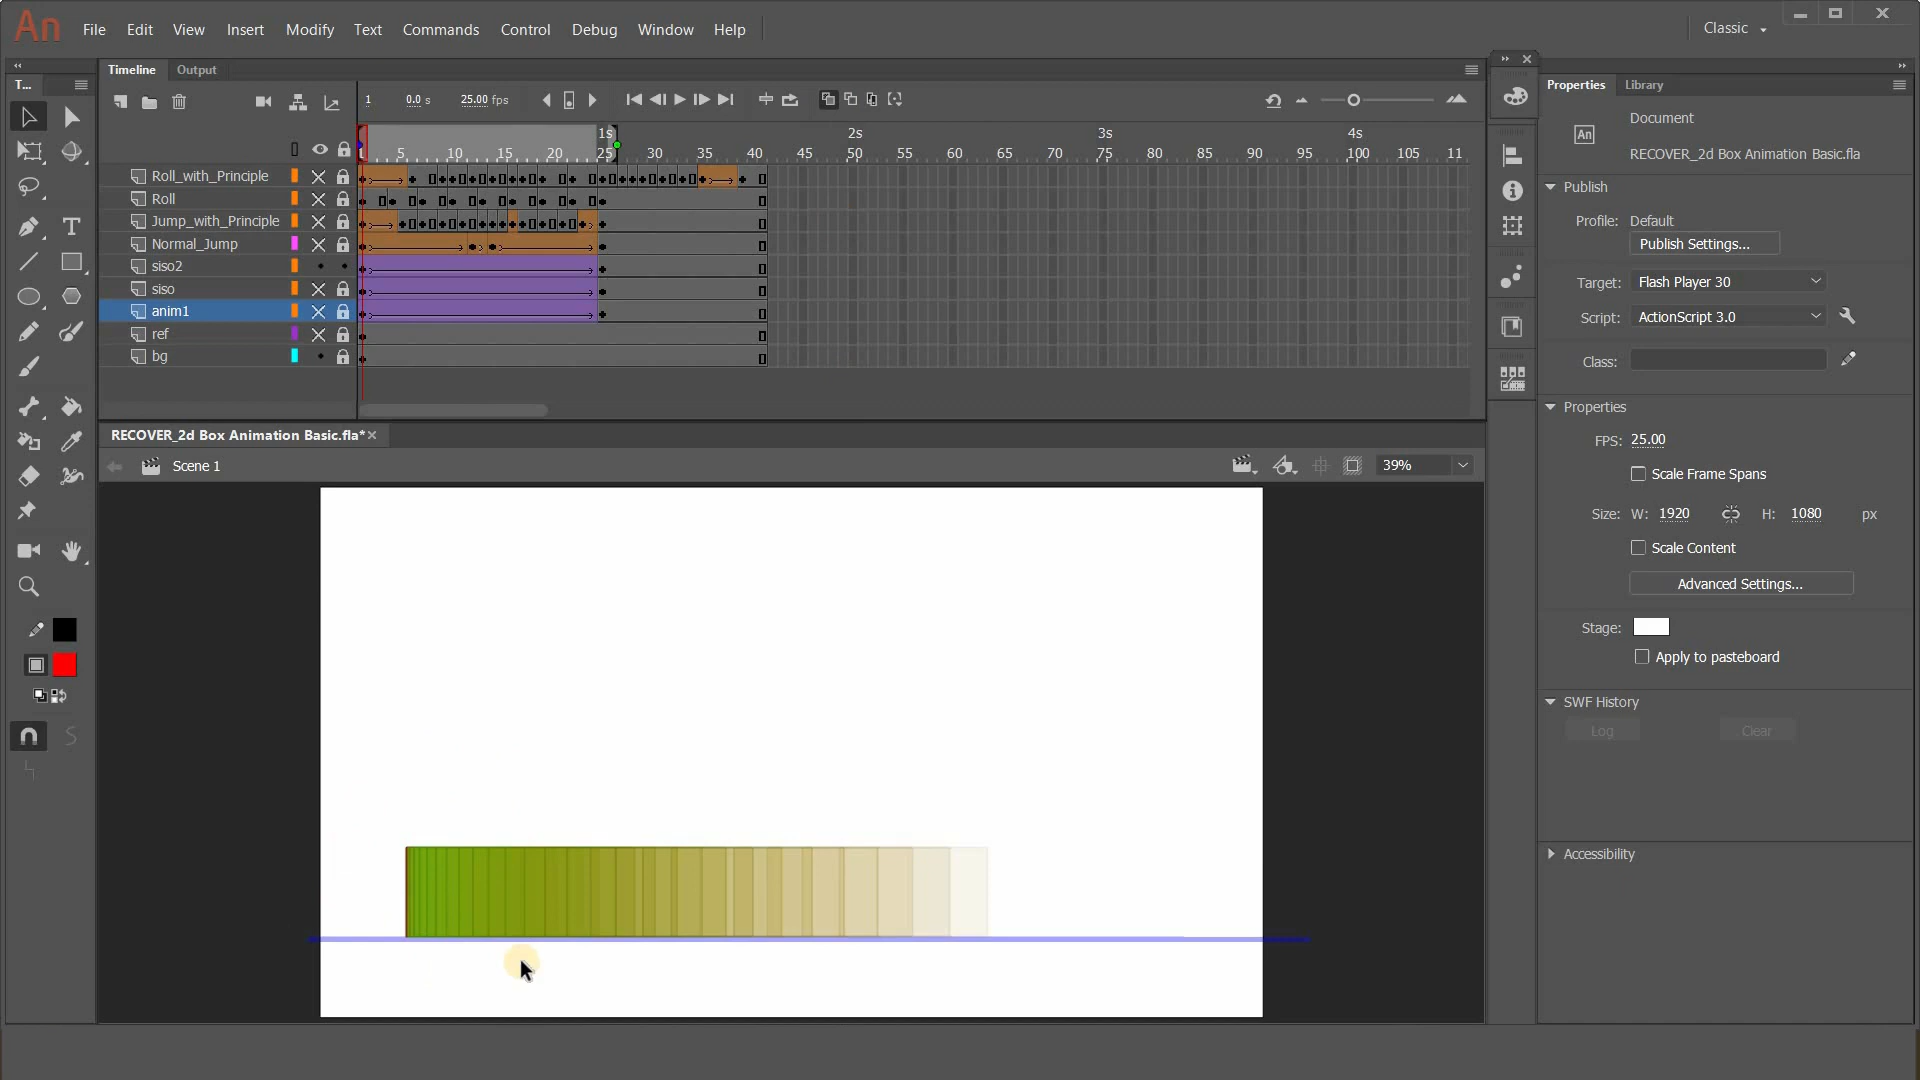 An File Edit View Insert Modify Text Commands Control Debug Window Help Classic
Timeline Output
T...
1 0.0 s 25.00 fps
1s 2s 3s 4s
5 10 15 20 25 30 35 40 45 50 55 60 65 70 75 80 85 90 95 100 105 11
Roll_with_Principle
Roll
Jump_with_Principle
Normal_Jump
siso2
siso
anim1
ref
bg
RECOVER_2d Box Animation Basic.fla*
Scene 1
39%
Properties Library
Document
An
RECOVER_2d Box Animation Basic.fla
Publish
Profile: Default
Publish Settings...
Target: Flash Player 30
Script: ActionScript 3.0
Class:
Properties
FPS: 25.00
Scale Frame Spans
Size: W: 1920 H: 1080 px
Scale Content
Advanced Settings...
Stage:
Apply to pasteboard
SWF History
Log Clear
Accessibility